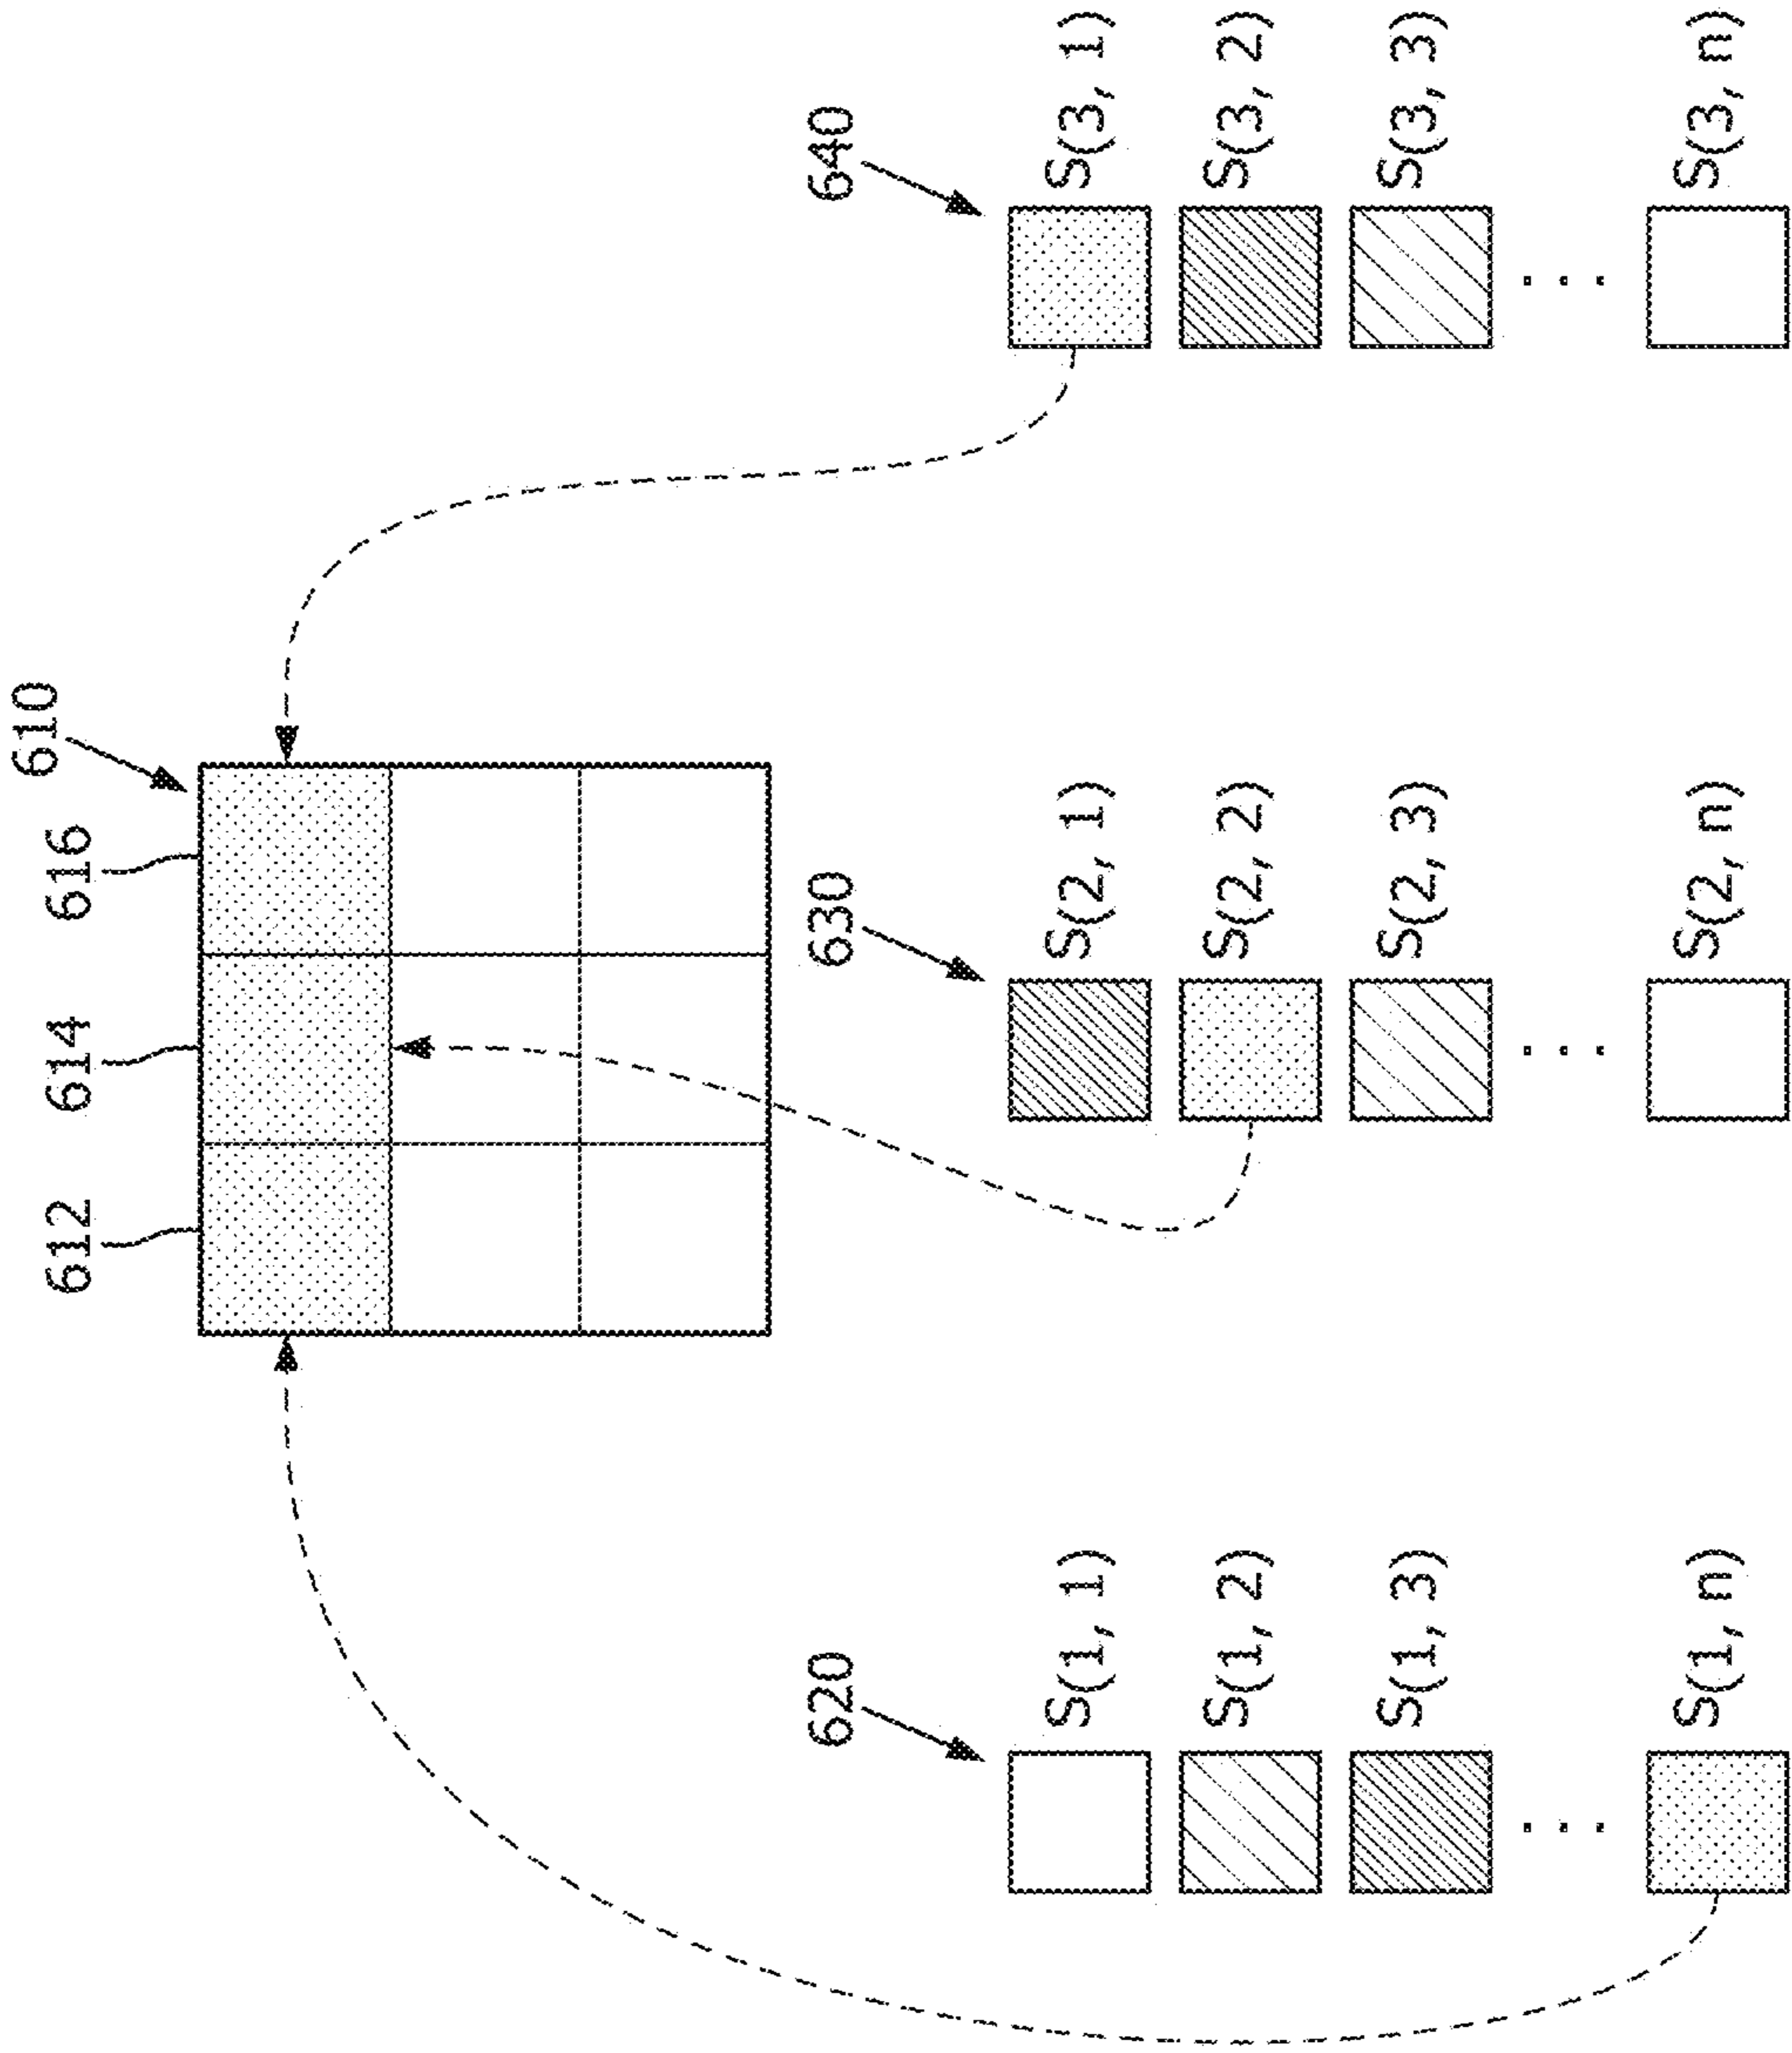 610
612 614 616
620 630 640
S(1, 1) S(2, 1) S(3, 1)
S(1, 2) S(2, 2) S(3, 2)
S(1, 3) S(2, 3) S(3, 3)
S(1, n) S(2, n) S(3, n)